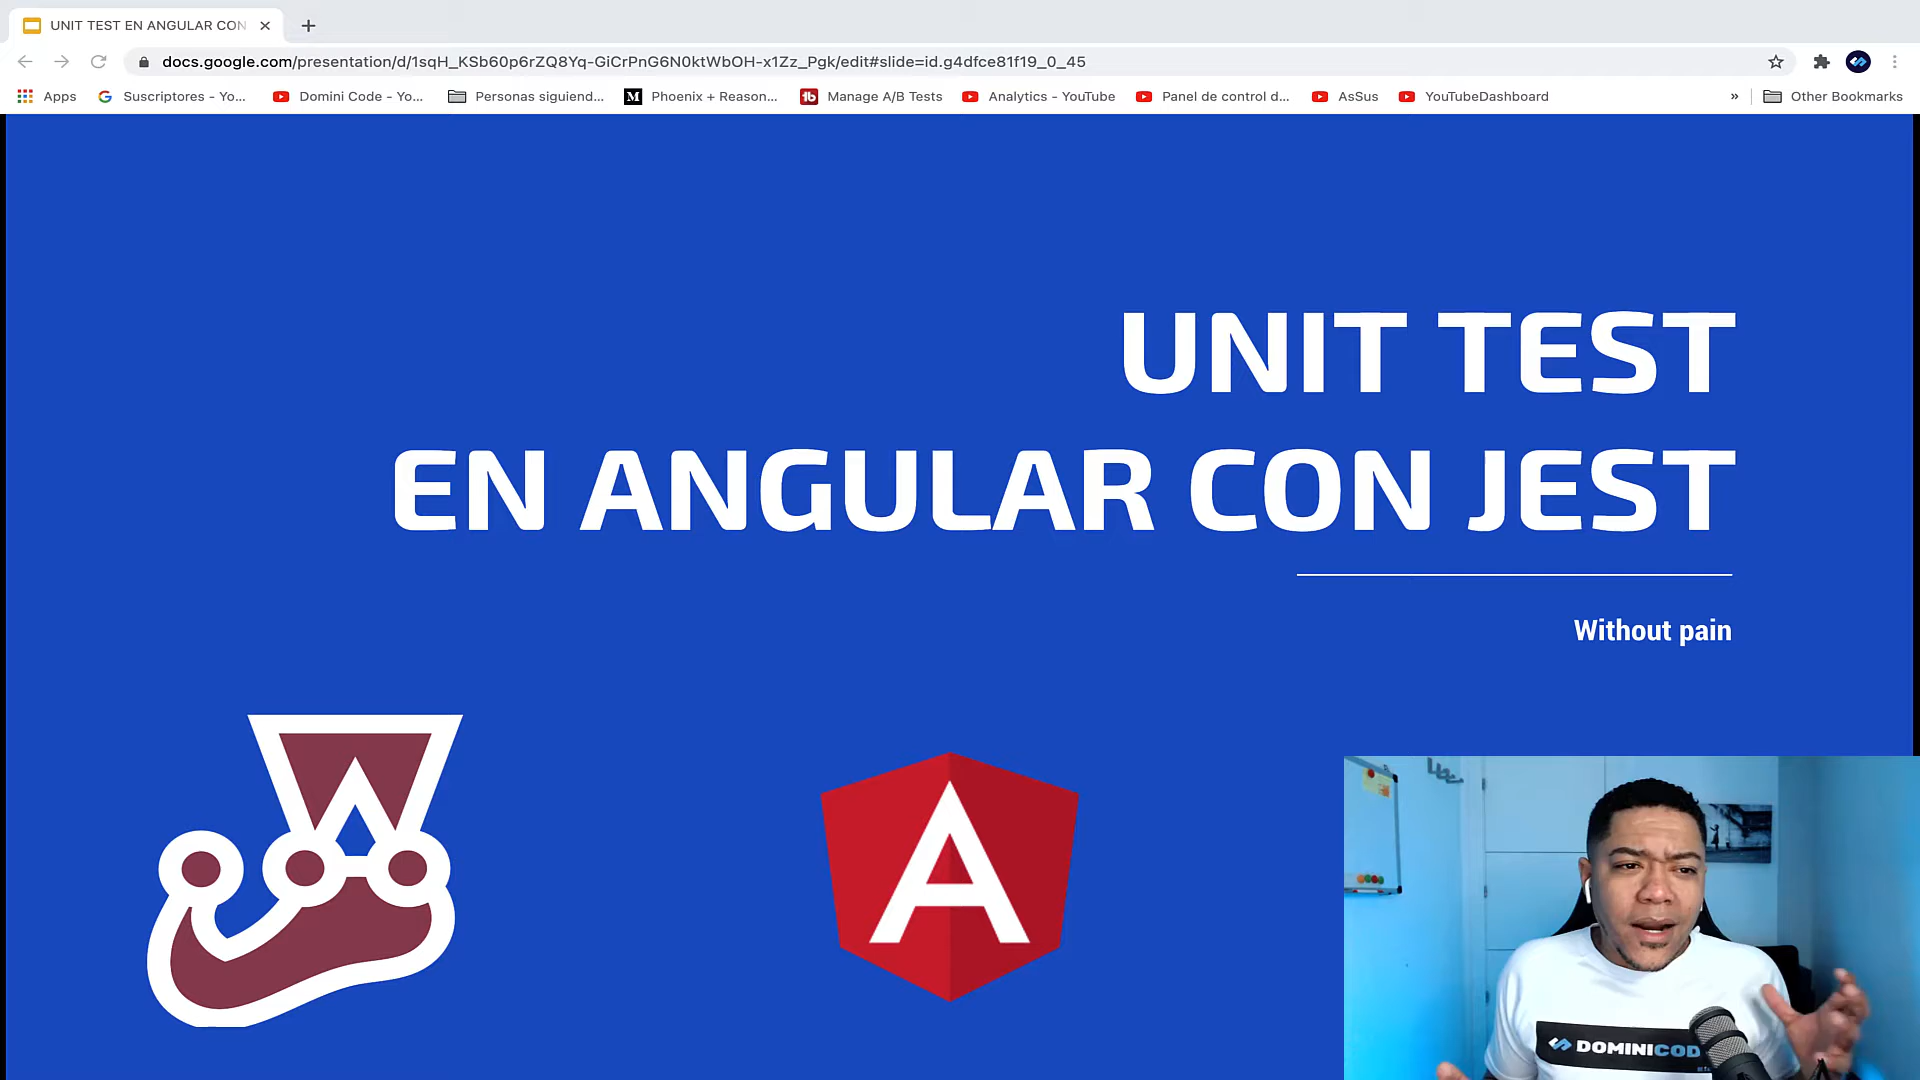 UNIT TEST EN ANGULAR CON
docs.google.com/presentation/d/1sqH_KSb60p6rZQ8Yq-GiCrPnG6N0ktWbOH-x1Zz_Pgk/edit#slide=id.g4dfce81f19_0_45
Apps
Suscriptores - Yo...
Domini Code - Yo...
Personas siguiend...
Phoenix + Reason...
Manage A/B Tests
Analytics - YouTube
Panel de control d...
AsSus
YouTubeDashboard
»
Other Bookmarks
UNIT TEST
EN ANGULAR CON JEST
Without pain
DOMINICOD